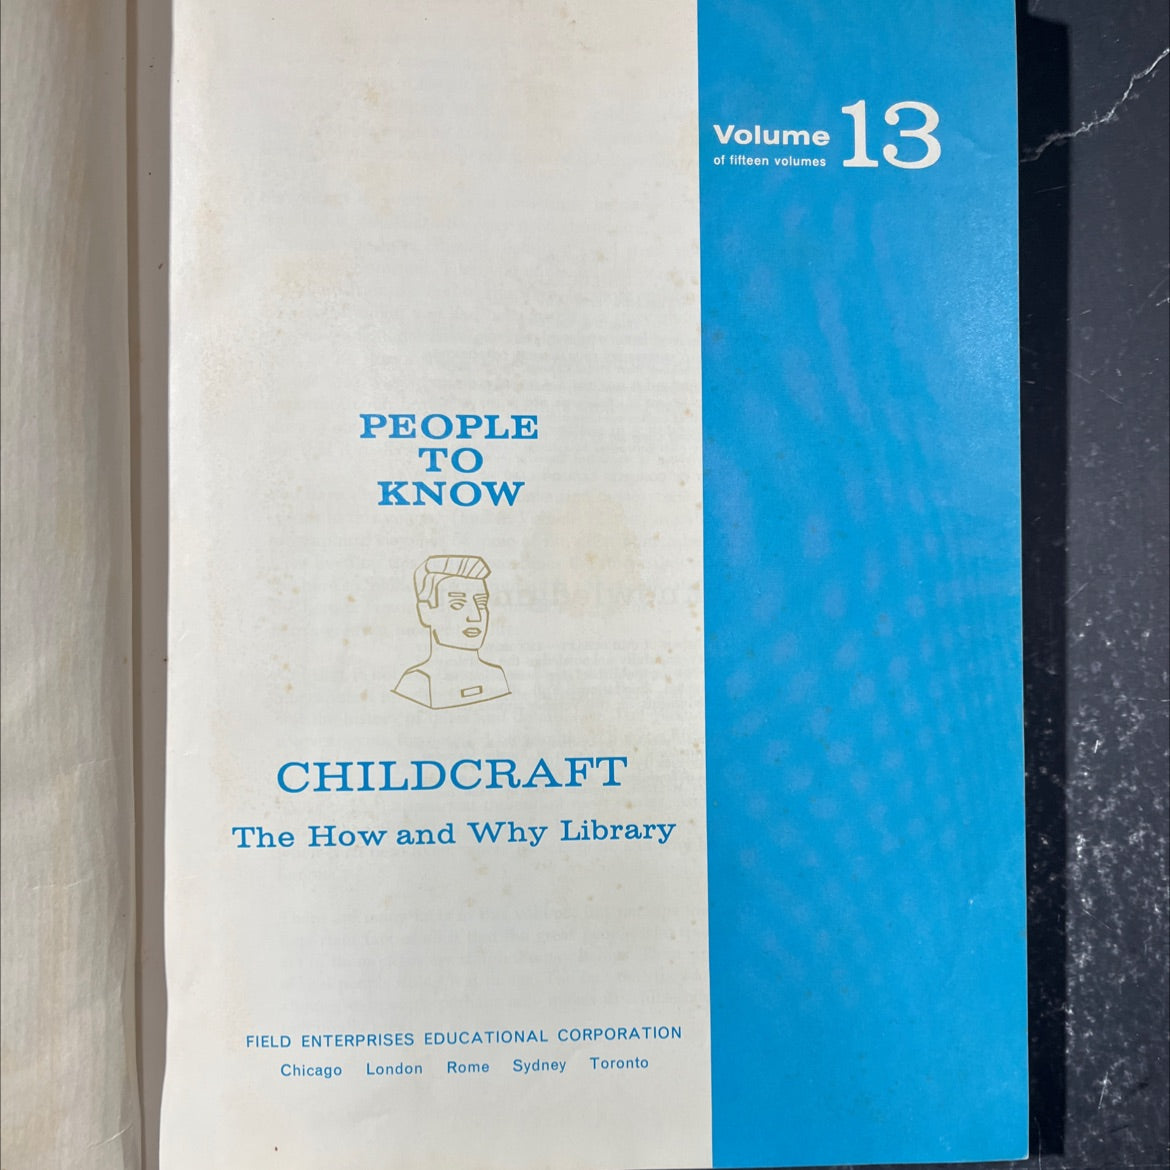 Volume 13
of fifteen volumes
PEOPLE
TO
KNOW
CHILDCRAFT
The How and Why Library
FIELD ENTERPRISES EDUCATIONAL CORPORATION
Chicago London Rome Sydney Toronto